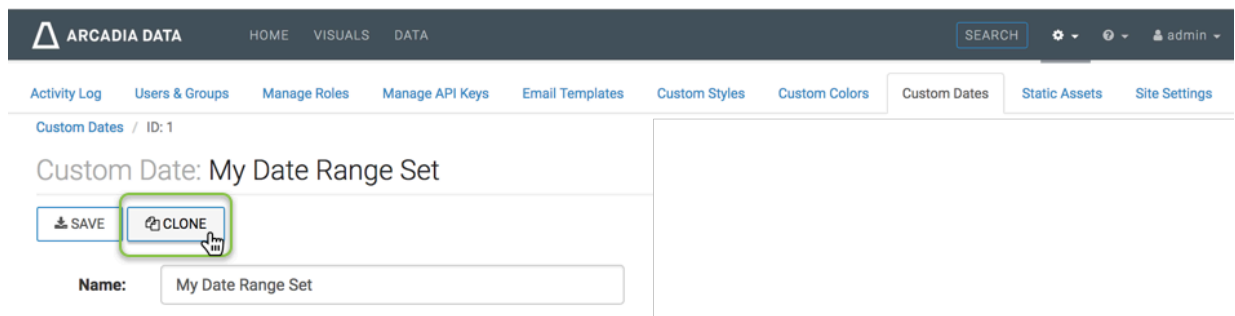 ARCADIA DATA HOME VISUALS DATA SEARCH admin
Activity Log Users & Groups Manage Roles Manage API Keys Email Templates Custom Styles Custom Colors Custom Dates Static Assets Site Settings
Custom Dates / ID: 1
Custom Date: My Date Range Set
SAVE CLONE
Name: My Date Range Set